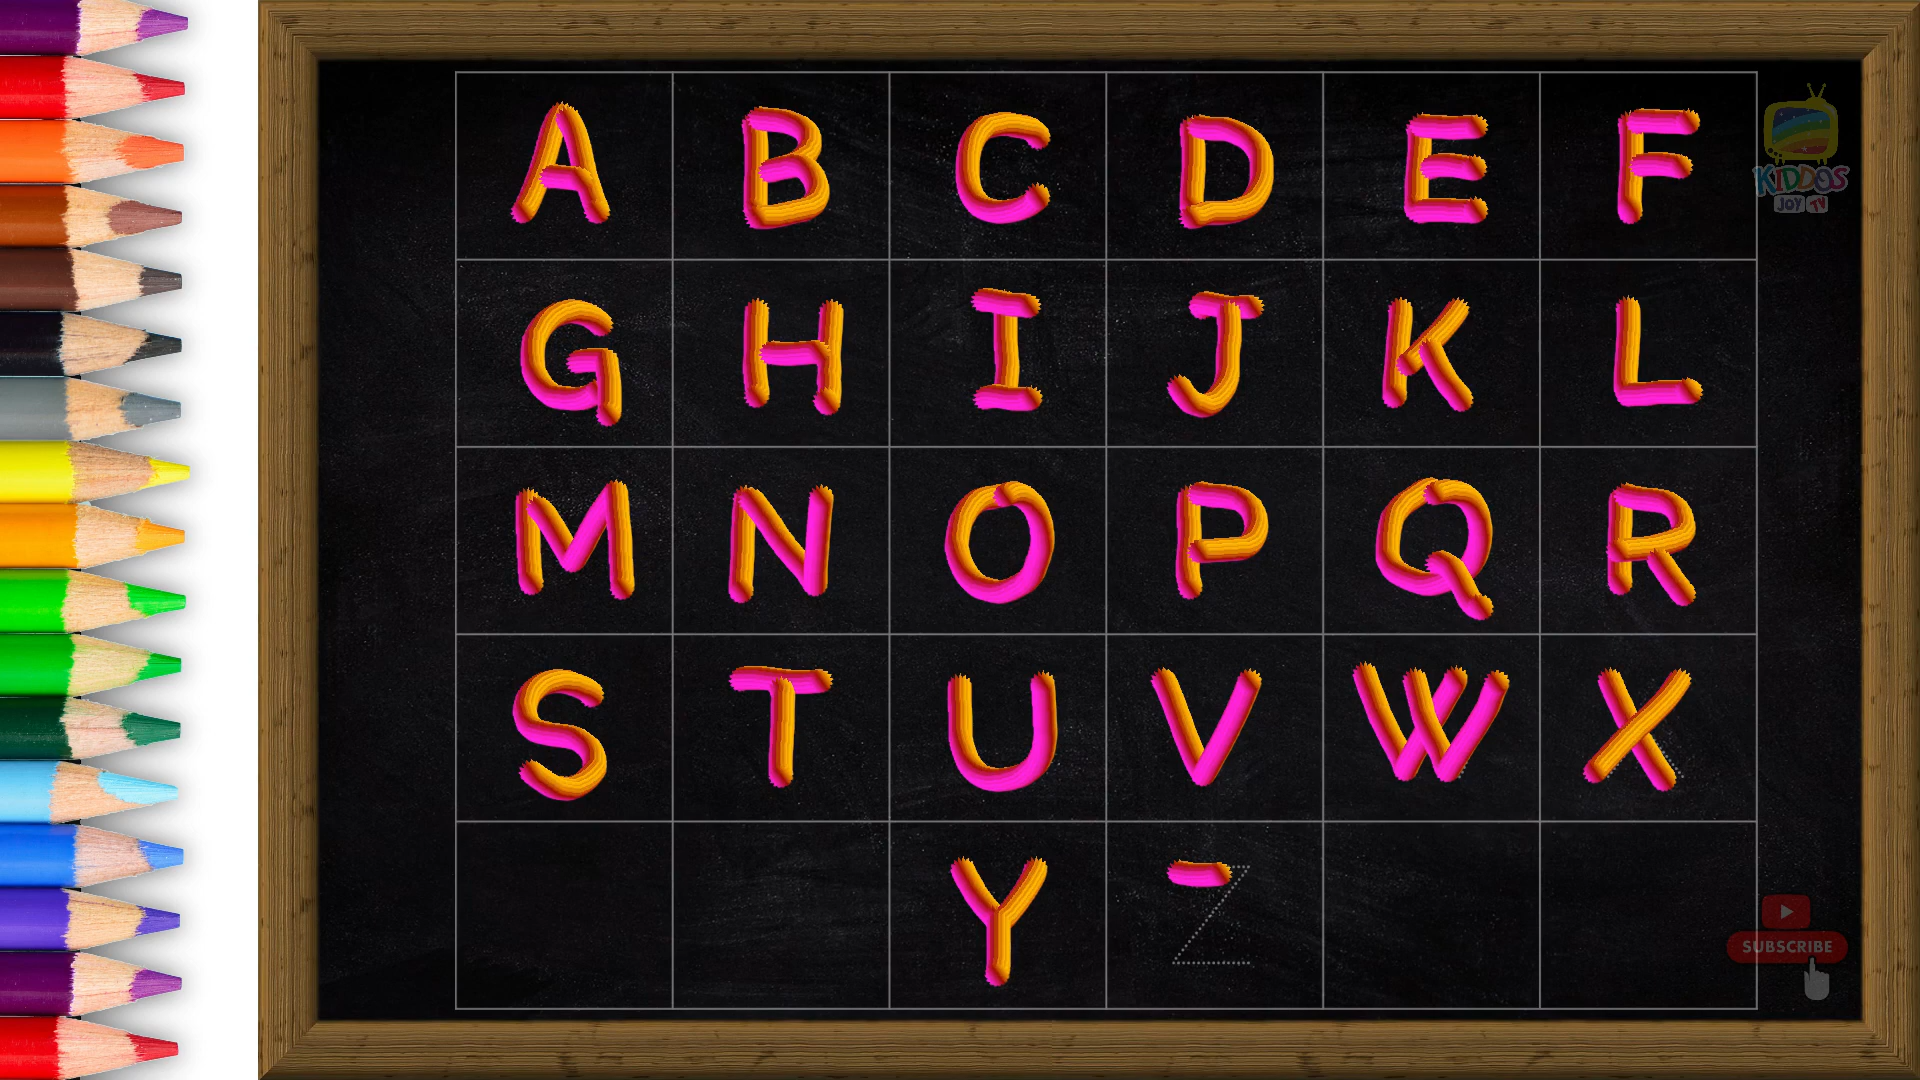 A B C D E F
KIDDOS
JOY TV
G H I J K L
M N O P Q R
S T U V W X
Y Z
SUBSCRIBE